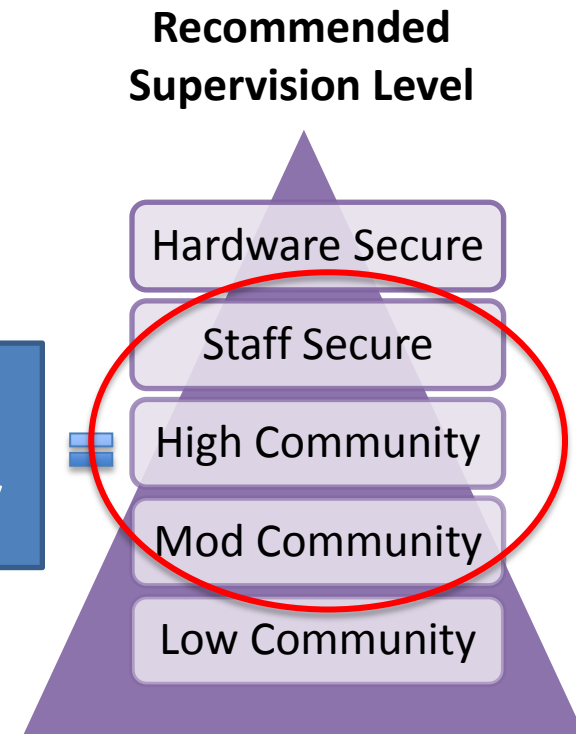 Recommended
Supervision Level
Hardware Secure
Staff Secure
High Community
Mod Community
Low Community